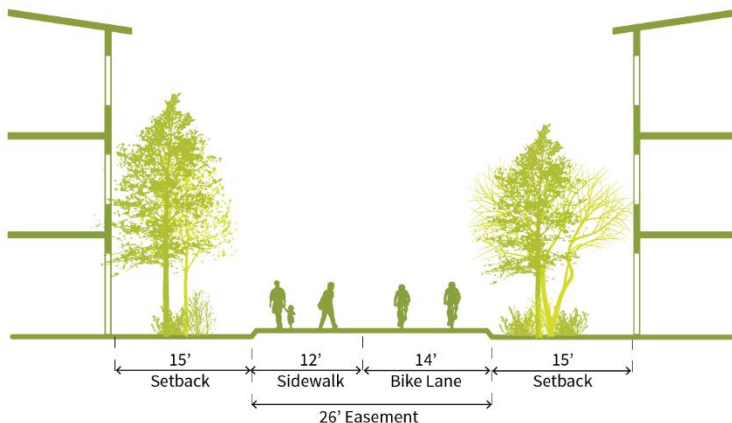 15’ 12’ 14’ 15’
Setback Sidewalk Bike Lane Setback
26’ Easement